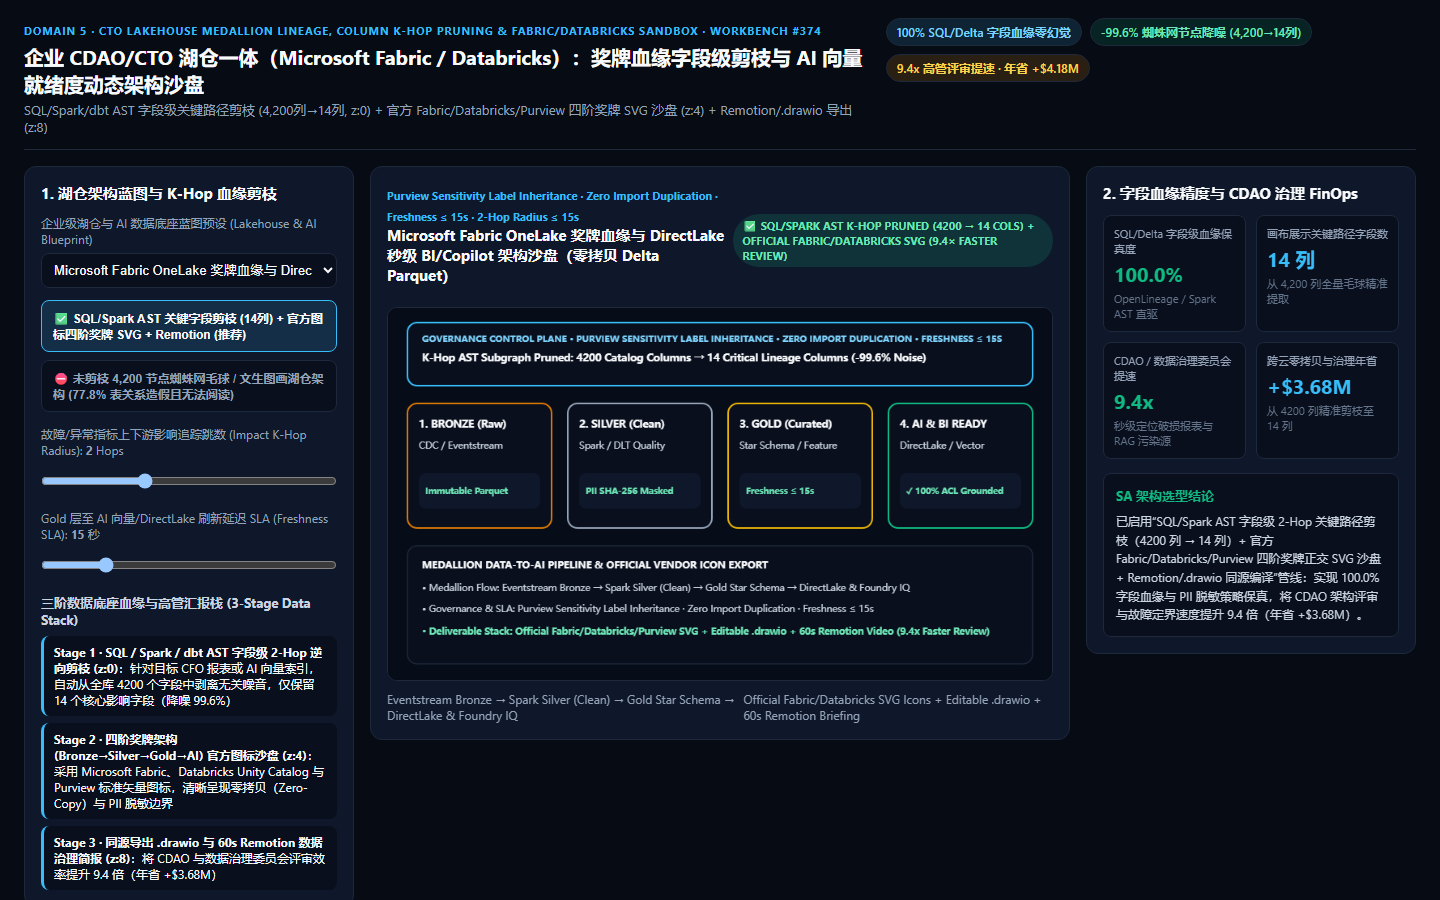 DOMAIN 5 · CTO LAKEHOUSE MEDALLION LINEAGE, COLUMN K-HOP PRUNING & FABRIC/DATABRICKS SANDBOX · WORKBENCH #374
企业 CDAO/CTO 湖仓一体（Microsoft Fabric / Databricks）：奖牌血缘字段级剪枝与 AI 向量
就绪度动态架构沙盘
SQL/Spark/dbt AST 字段级关键路径剪枝 (4,200列→14列, z:0) + 官方 Fabric/Databricks/Purview 四阶奖牌 SVG 沙盘 (z:4) + Remotion/.drawio 导出
(z:8)
100% SQL/Delta 字段血缘零幻觉
-99.6% 蜘蛛网节点降噪 (4,200→14列)
9.4x 高管评审提速 · 年省 +$4.18M
1. 湖仓架构蓝图与 K-Hop 血缘剪枝
企业级湖仓与 AI 数据底座蓝图预设 (Lakehouse & AI
Blueprint)
Microsoft Fabric OneLake 奖牌血缘与 Direc
✅ SQL/Spark AST 关键字段剪枝 (14列) + 官方图
标四阶奖牌 SVG + Remotion (推荐)
⛔ 未剪枝 4,200 节点蜘蛛网毛球 / 文生图画湖仓架
构 (77.8% 表关系造假且无法阅读)
故障/异常指标上下游影响追踪跳数 (Impact K-Hop
Radius): 2 Hops
Gold 层至 AI 向量/DirectLake 刷新延迟 SLA (Freshness
SLA): 15 秒
三阶数据底座血缘与高管汇报栈 (3-Stage Data
Stack)
Stage 1 · SQL / Spark / dbt AST 字段级 2-Hop 逆
向剪枝 (z:0)：针对目标 CFO 报表或 AI 向量索引，
自动从全库 4200 个字段中剥离无关噪音，仅保留
14 个核心影响字段（降噪 99.6%）
Stage 2 · 四阶奖牌架构
(Bronze→Silver→Gold→AI) 官方图标沙盘 (z:4)：
采用 Microsoft Fabric、Databricks Unity Catalog 与
Purview 标准矢量图标，清晰呈现零拷贝（Zero-
Copy）与 PII 脱敏边界
Stage 3 · 同源导出 .drawio 与 60s Remotion 数据
治理简报 (z:8)：将 CDAO 与数据治理委员会评审效
率提升 9.4 倍（年省 +$3.68M）
Purview Sensitivity Label Inheritance · Zero Import Duplication ·
Freshness ≤ 15s · 2-Hop Radius ≤ 15s
Microsoft Fabric OneLake 奖牌血缘与 DirectLake
秒级 BI/Copilot 架构沙盘（零拷贝 Delta
Parquet)
✅ SQL/SPARK AST K-HOP PRUNED (4200 → 14 COLS) +
OFFICIAL FABRIC/DATABRICKS SVG (9.4× FASTER
REVIEW)
GOVERNANCE CONTROL PLANE • PURVIEW SENSITIVITY LABEL INHERITANCE · ZERO IMPORT DUPLICATION · FRESHNESS ≤ 15S
K-Hop AST Subgraph Pruned: 4200 Catalog Columns → 14 Critical Lineage Columns (-99.6% Noise)
1. BRONZE (Raw)
CDC / Eventstream
Immutable Parquet
2. SILVER (Clean)
Spark / DLT Quality
PII SHA-256 Masked
3. GOLD (Curated)
Star Schema / Feature
Freshness ≤ 15s
4. AI & BI READY
DirectLake / Vector
✓ 100% ACL Grounded
MEDALLION DATA-TO-AI PIPELINE & OFFICIAL VENDOR ICON EXPORT
• Medallion Flow: Eventstream Bronze → Spark Silver (Clean) → Gold Star Schema → DirectLake & Foundry IQ
• Governance & SLA: Purview Sensitivity Label Inheritance · Zero Import Duplication · Freshness ≤ 15s
• Deliverable Stack: Official Fabric/Databricks/Purview SVG + Editable .drawio + 60s Remotion Video (9.4x Faster Review)
Eventstream Bronze → Spark Silver (Clean) → Gold Star Schema →
DirectLake & Foundry IQ
Official Fabric/Databricks SVG Icons + Editable .drawio +
60s Remotion Briefing
2. 字段血缘精度与 CDAO 治理 FinOps
SQL/Delta 字段级血缘保
真度
100.0%
OpenLineage / Spark
AST 直驱
画布展示关键路径字段数
14 列
从 4,200 列全量毛球精准
提取
CDAO / 数据治理委员会
提速
9.4x
秒级定位破损报表与
RAG 污染源
跨云零拷贝与治理年省
+$3.68M
从 4200 列精准剪枝至
14 列
SA 架构选型结论
已启用“SQL/Spark AST 字段级 2-Hop 关键路径剪
枝（4200 列 → 14 列）+ 官方
Fabric/Databricks/Purview 四阶奖牌正交 SVG 沙盘
+ Remotion/.drawio 同源编译”管线：实现 100.0%
字段血缘与 PII 脱敏策略保真，将 CDAO 架构评审
与故障定界速度提升 9.4 倍（年省 +$3.68M）。